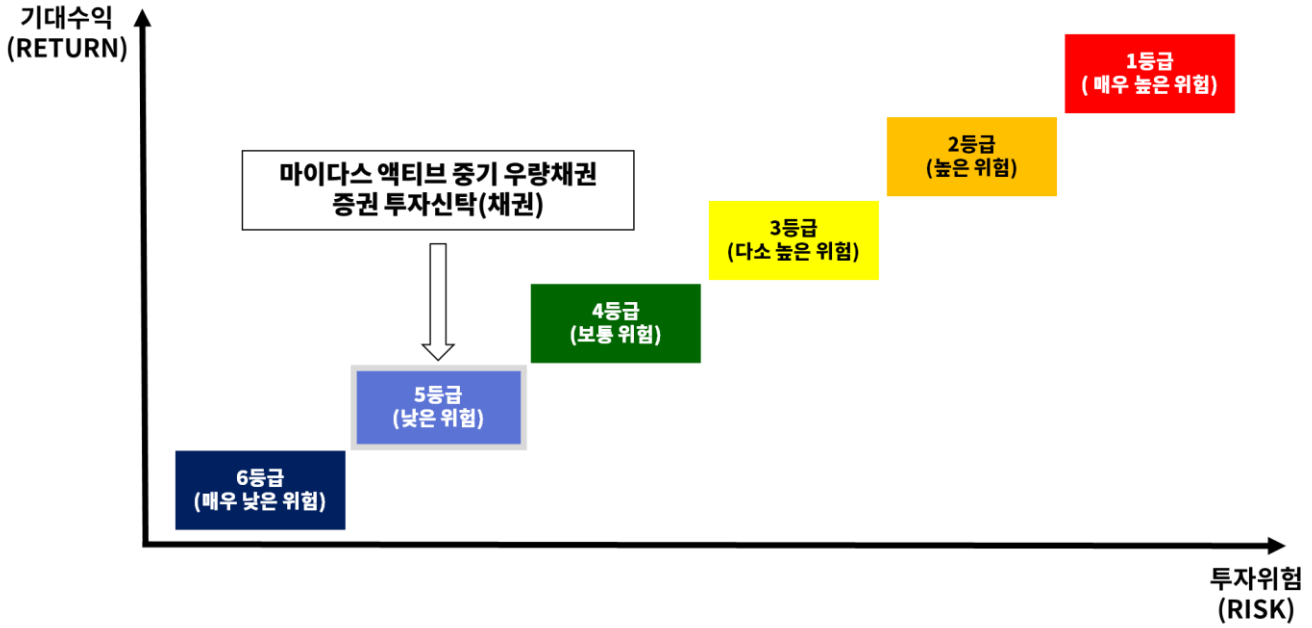 기대수익
(RETURN)
1등급
( 매우 높은 위험)
2등급
(높은 위험)
마이다스 액티브 중기 우량채권
증권 투자신탁(채권)
3등급
(다소 높은 위험)
4등급
(보통 위험)
5등급
(낮은 위험)
6등급
(매우 낮은 위험)
투자위험
(RISK)